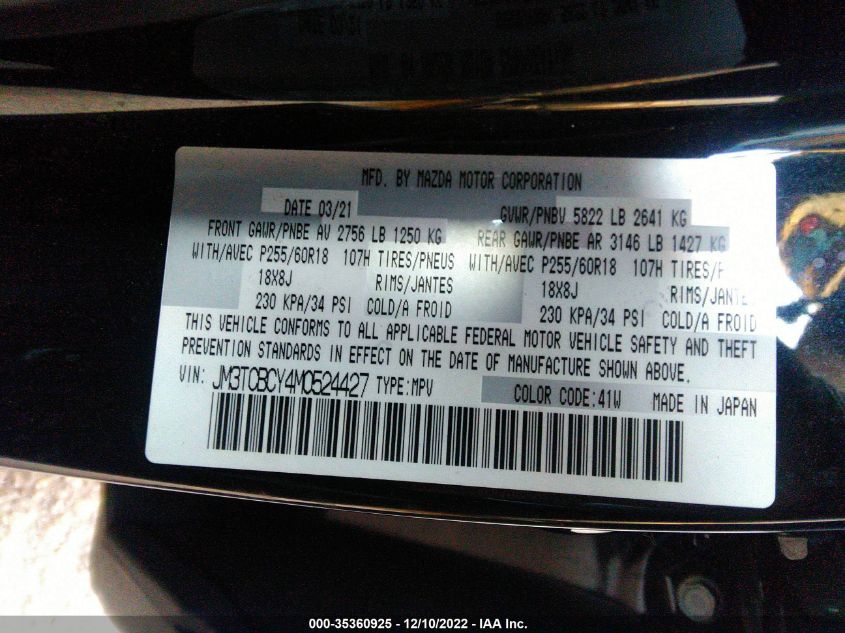 MFD. BY MAZDA MOTOR CORPORATION
DATE 03/21 GVWR/PNBV 5822 LB 2641 KG
FRONT GAWR/PNBE AV 2756 LB 1250 KG REAR GAWR/PNBE AR 3146 LB 1427 KG
WITH/AVEC P255/60R18 107H TIRES/PNEUS WITH/AVEC P255/60R18 107H TIRES/P
18X8J RIMS/JANTES 18X8J RIMS/JANTES
230 KPA/34 PSI COLD/A FROID 230 KPA/34 PSI COLD/A FROID
THIS VEHICLE CONFORMS TO ALL APPLICABLE FEDERAL MOTOR VEHICLE SAFETY AND THEFT
PREVENTION STANDARDS IN EFFECT ON THE DATE OF MANUFACTURE SHOWN ABOVE.
VIN: JM3TCBCY4M0524427 TYPE:MPV COLOR CODE:41W MADE IN JAPAN
000-35360925 - 12/10/2022 - IAA Inc.